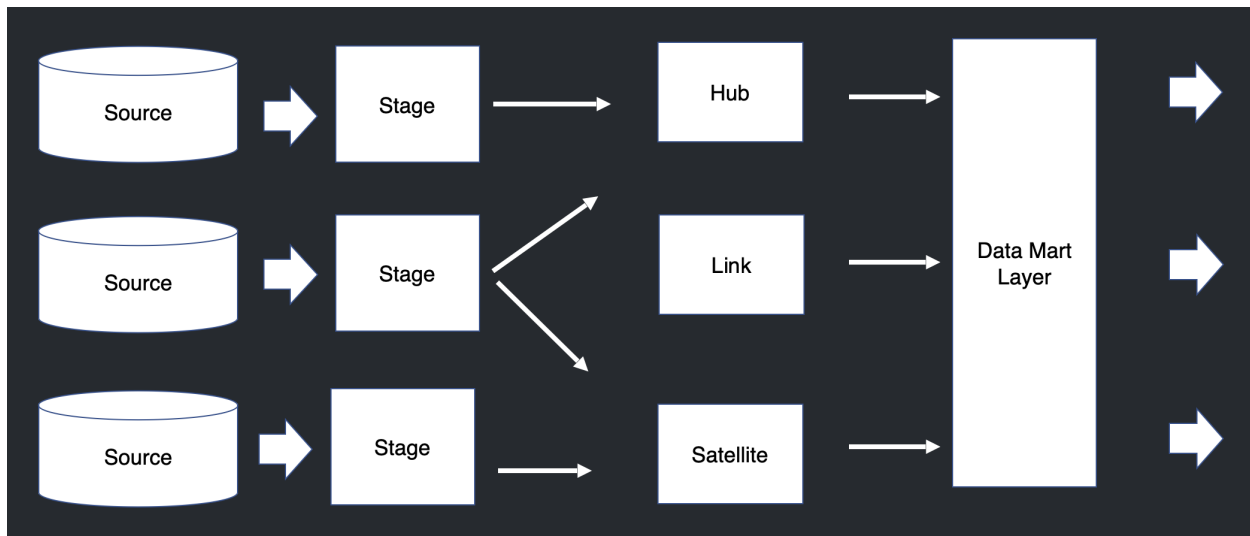 Source
Stage
Hub
Source
Stage
Link
Data Mart
Layer
Source
Stage
Satellite